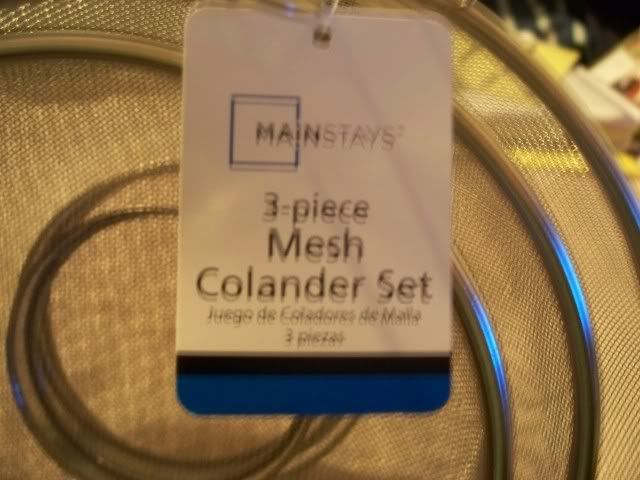 MAINSTAYS
3-piece
Mesh
Colander Set
Juego de Coladores de Malla
3 piezas